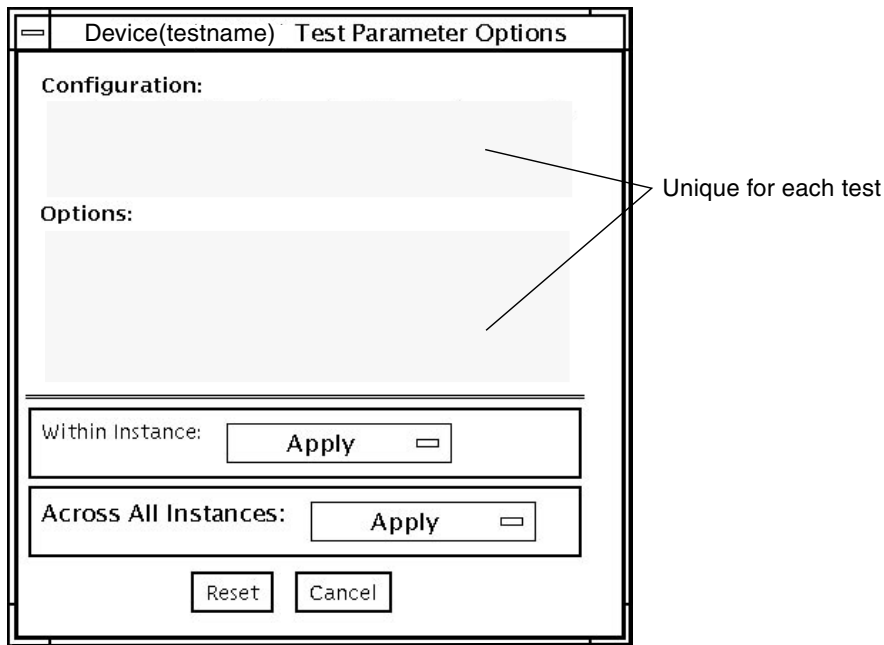 Device(testname) Test Parameter Options
Configuration:
Unique for each test
Options:
Within Instance:
Apply
Across All Instances:
Apply
Reset
Cancel